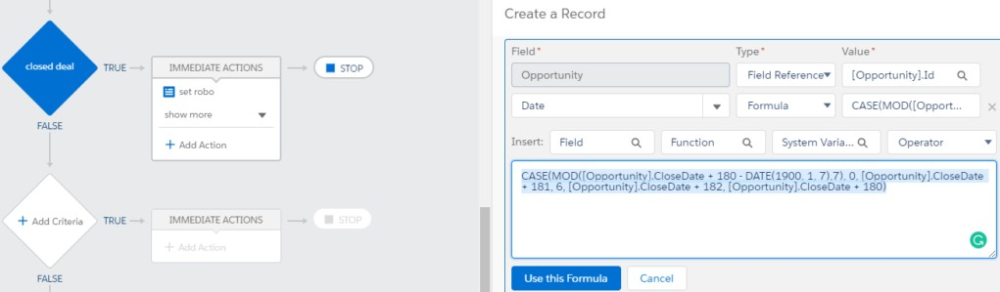 closed deal
TRUE
IMMEDIATE ACTIONS
STOP
set robo
show more
+ Add Action
FALSE
+ Add Criteria
TRUE
IMMEDIATE ACTIONS
STOP
+ Add Action
FALSE
Create a Record
Field* Type* Value*
Opportunity Field Reference [Opportunity].Id
Date Formula CASE(MOD([Opport...
Insert: Field Function System Varia... Operator
CASE(MOD([Opportunity].CloseDate + 180 - DATE(1900, 1, 7),7), 0, [Opportunity].CloseDate
+ 181, 6, [Opportunity].CloseDate + 182, [Opportunity].CloseDate + 180)
Use this Formula Cancel